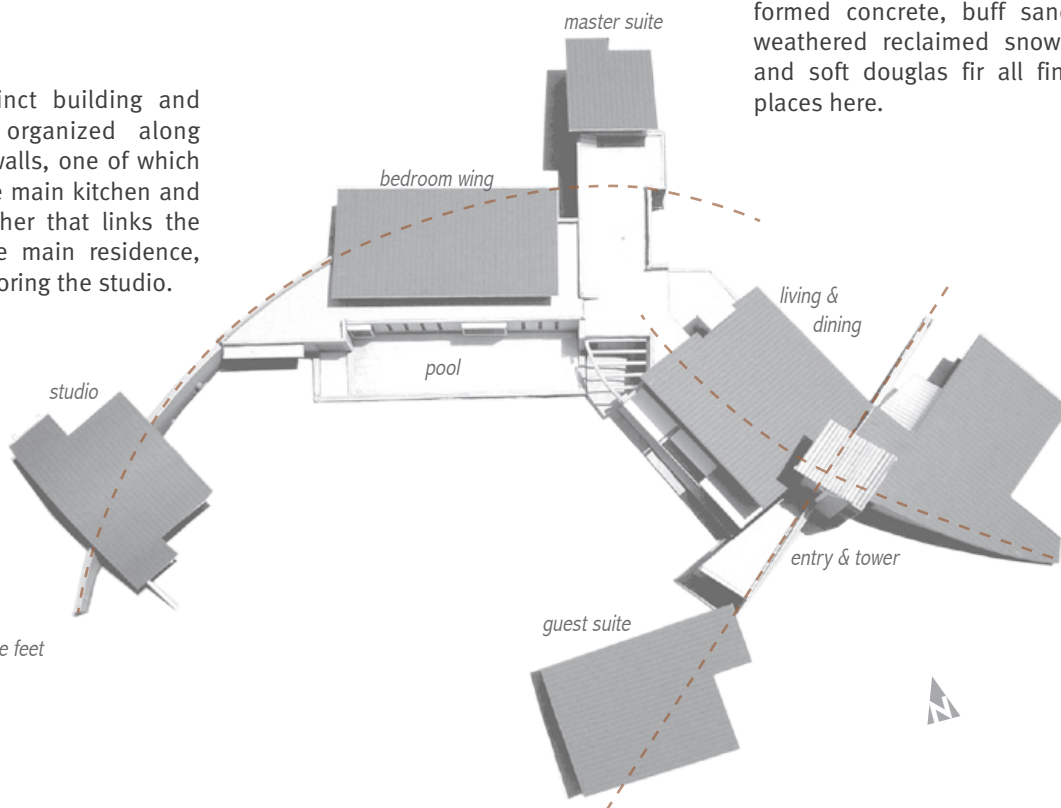 inct building and
organized along
walls, one of which
e main kitchen and
ther that links the
e main residence,
oring the studio.
formed concrete, buff sand
weathered reclaimed snow
and soft douglas fir all fin
places here.
master suite
bedroom wing
living &
dining
pool
studio
entry & tower
guest suite
e feet
N